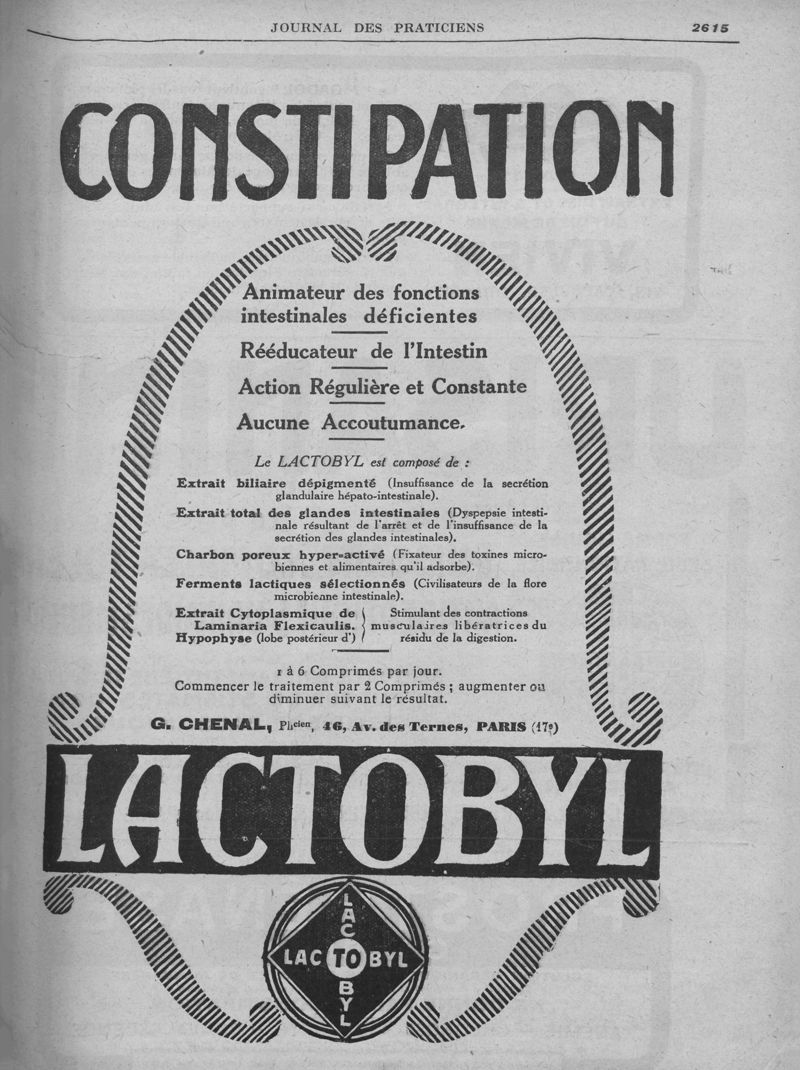 JOURNAL DES PRATICIENS 2615
CONSTIPATION
Animateur des fonctions
intestinales déficientes
Rééducateur de l'Intestin
Action Régulière et Constante
Aucune Accoutumance.
Le LACTOBYL est composé de :
Extrait biliaire dépigmenté (Insuffisance de la secrétion
glandulaire hépato-intestinale).
Extrait total des glandes intestinales (Dyspepsie intesti-
nale résultant de l'arrêt et de l'insuffisance de la
secrétion des glandes intestinales).
Charbon poreux hyper-activé (Fixateur des toxines micro-
biennes et alimentaires qu'il adsorbe).
Ferments lactiques sélectionnés (Civilisateurs de la flore
microbienne intestinale).
Extrait Cytoplasmique de { Stimulant des contractions
Laminaria Flexicaulis. { musculaires libératrices du
Hypophyse (lobe postérieur d') { résidu de la digestion.
1 à 6 Comprimés par jour.
Commencer le traitement par 2 Comprimés ; augmenter ou
diminuer suivant le résultat.
G. CHENAL, Phcien, 46, Av. des Ternes, PARIS (17e)
LACTOBYL
LACTOBYL
LACTOBYL